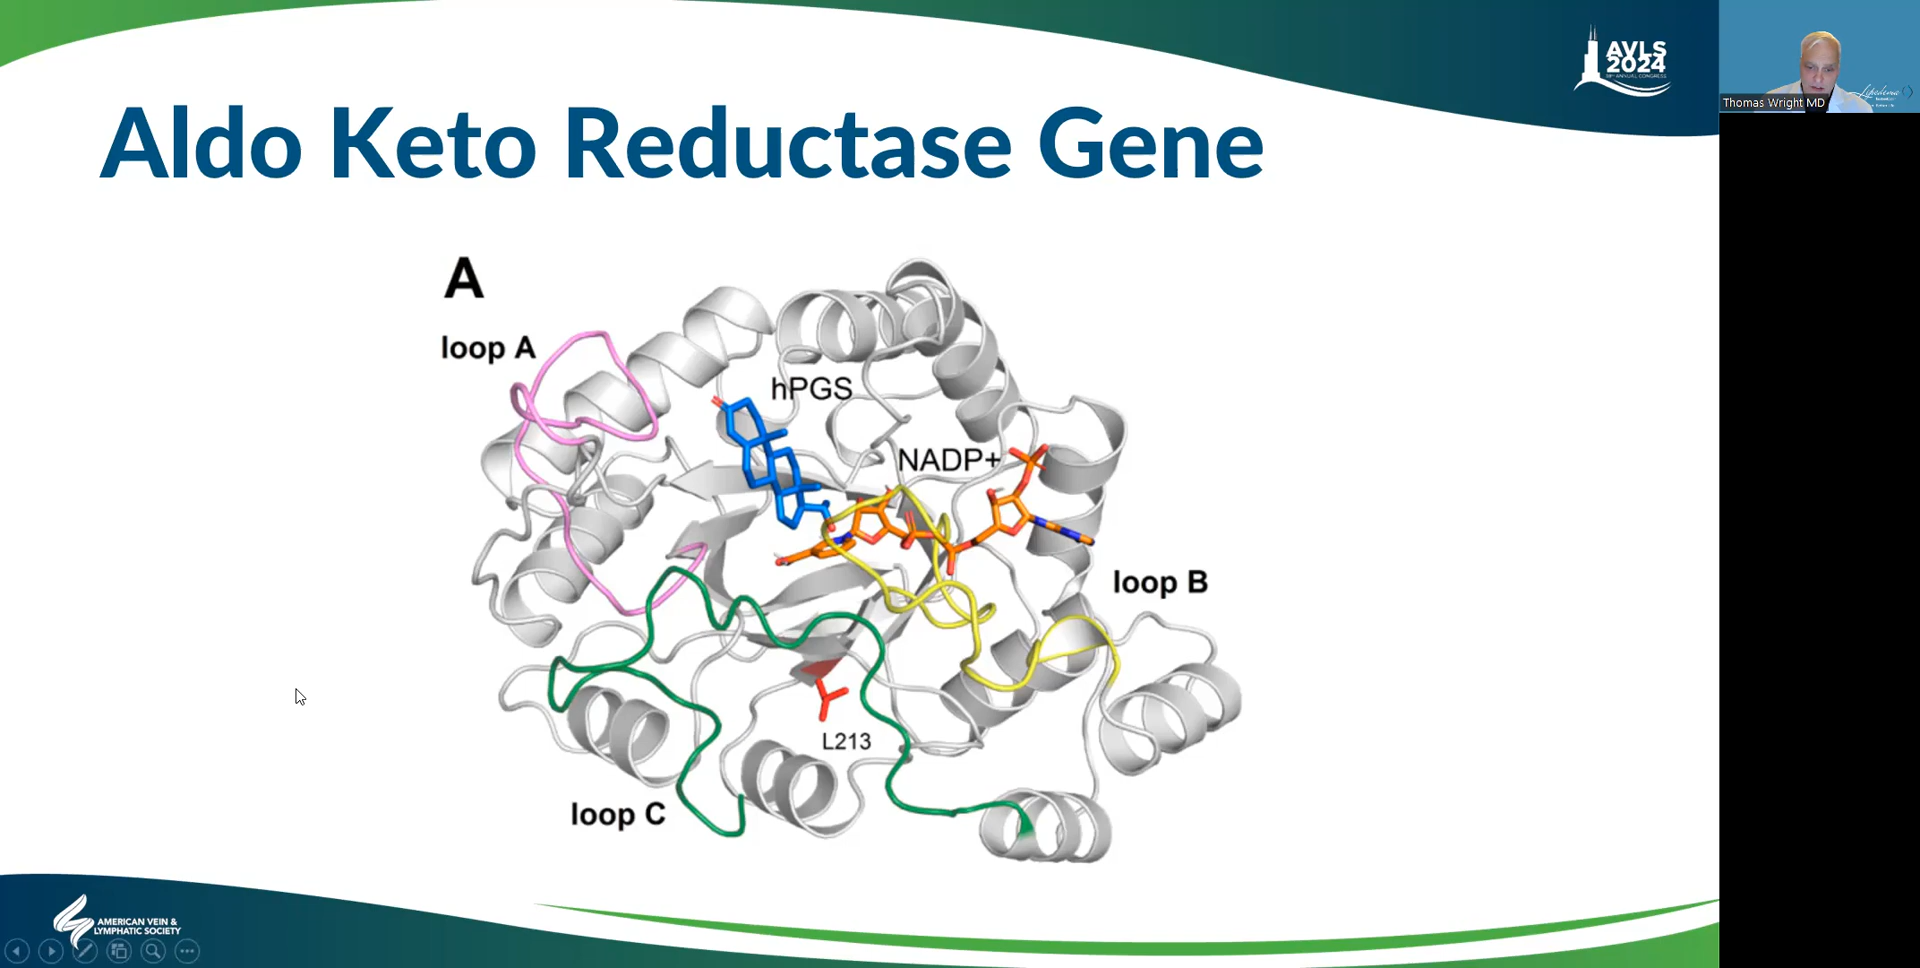 Aldo Keto Reductase Gene
AVLS
2024
Thomas Wright MD
Lipedema
A
loop A
hPGS
NADP+
loop B
L213
loop C
AMERICAN VEIN &
LYMPHATIC SOCIETY